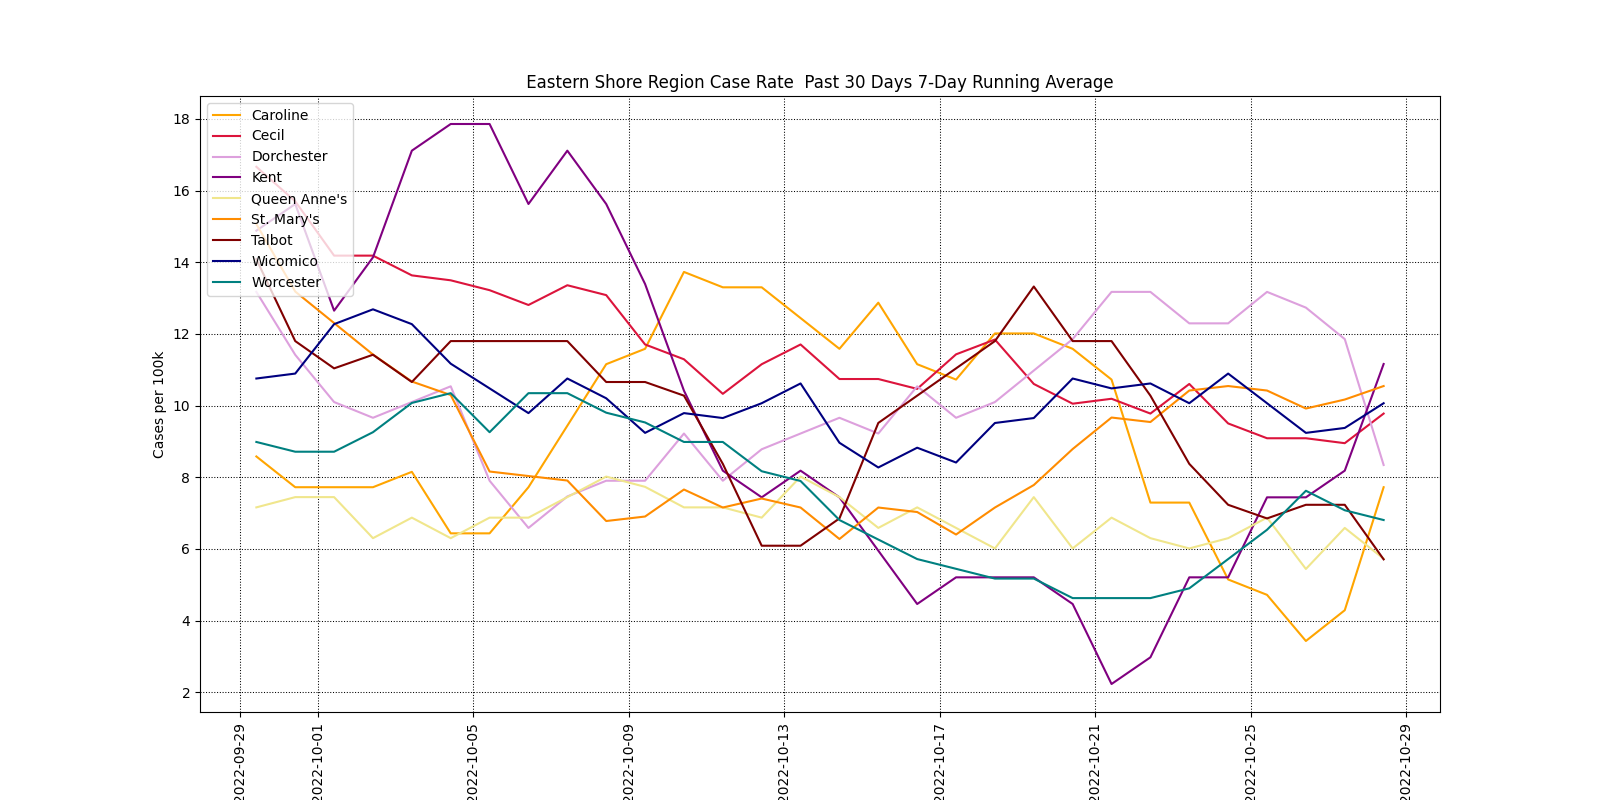 Eastern Shore Region Case Rate  Past 30 Days 7-Day Running Average
Cases per 100k
18
16
14
12
10
8
6
4
2
Caroline
Cecil
Dorchester
Kent
Queen Anne's
St. Mary's
Talbot
Wicomico
Worcester
2022-09-29
2022-10-01
2022-10-05
2022-10-09
2022-10-13
2022-10-17
2022-10-21
2022-10-25
2022-10-29